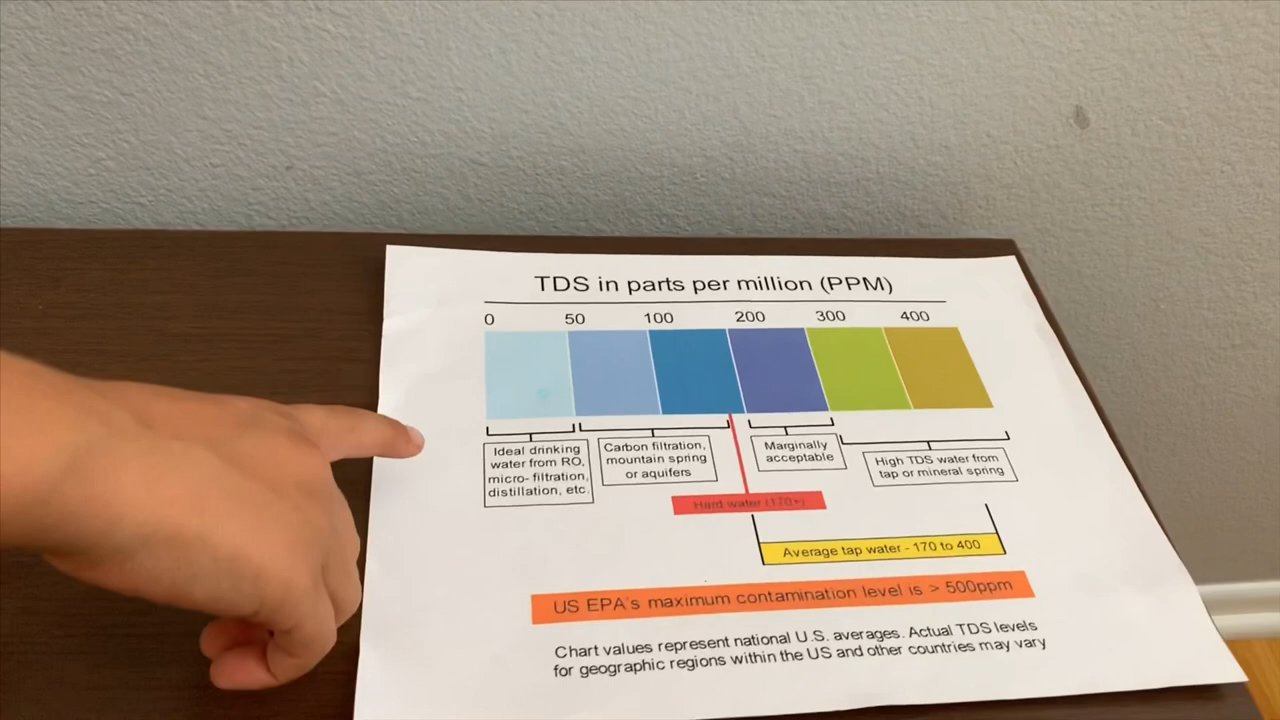 TDS in parts per million (PPM)
0 50 100 200 300 400
Ideal drinking
water from RO,
micro- filtration,
distillation, etc.
Carbon filtration,
mountain spring
or aquifers
Marginally
acceptable
High TDS water from
tap or mineral spring
Hard water (170+)
Average tap water - 170 to 400
US EPA's maximum contamination level is > 500ppm
Chart values represent national U.S. averages. Actual TDS levels
for geographic regions within the US and other countries may vary